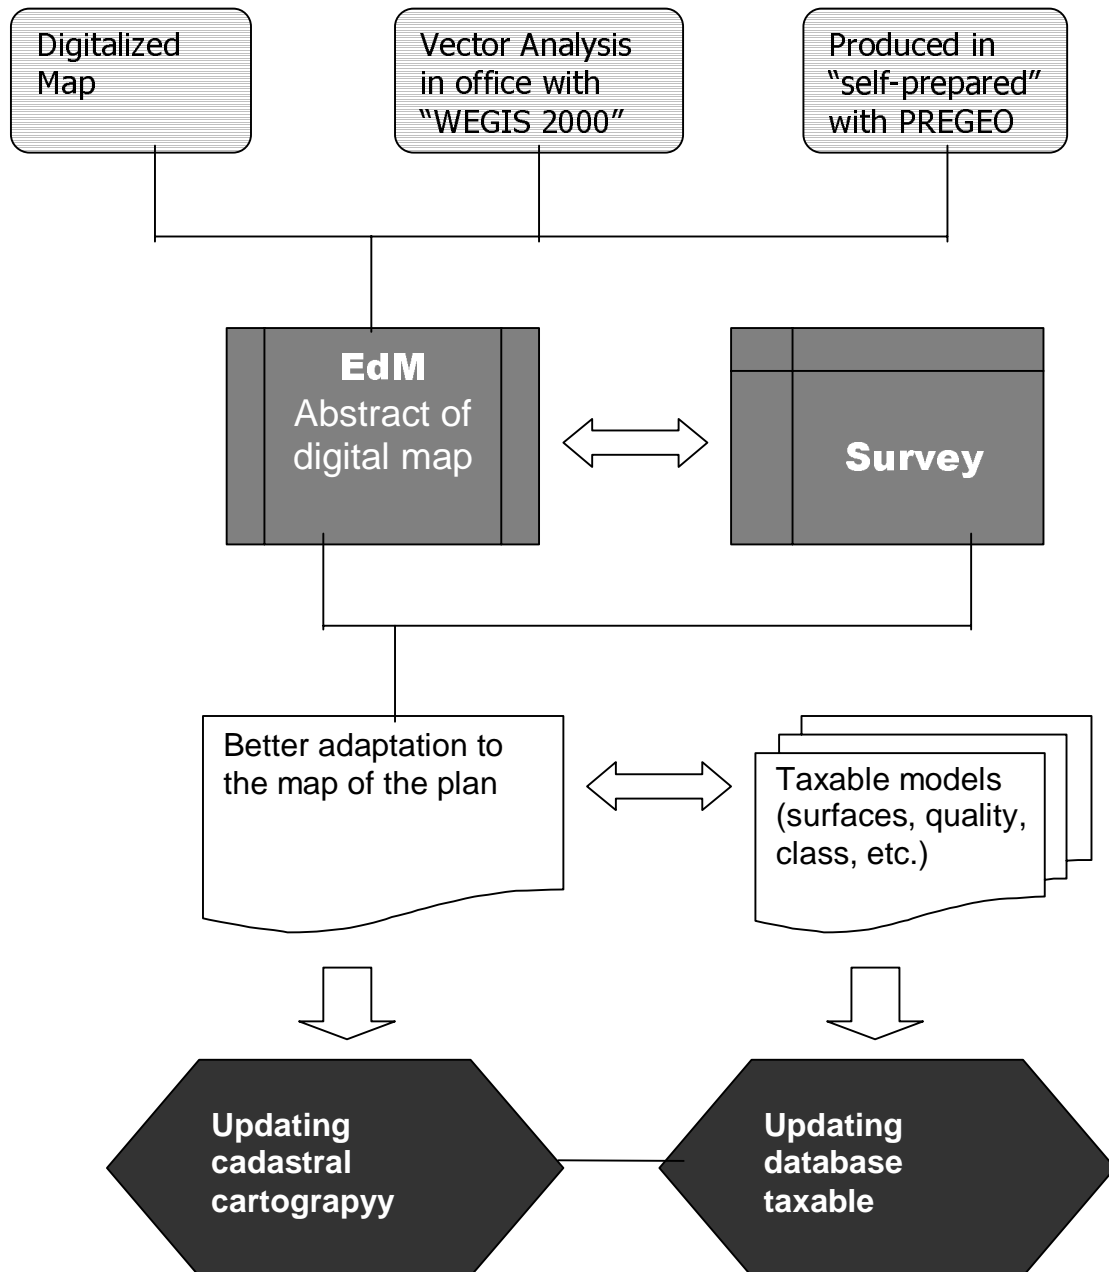 Digitalized
Map
Vector Analysis
in office with
“WEGIS 2000”
Produced in
“self-prepared”
with PREGEO
EdM
Abstract of
digital map
Survey
Better adaptation to
the map of the plan
Taxable models
(surfaces, quality,
class, etc.)
Updating
cadastral
cartograpyy
Updating
database
taxable